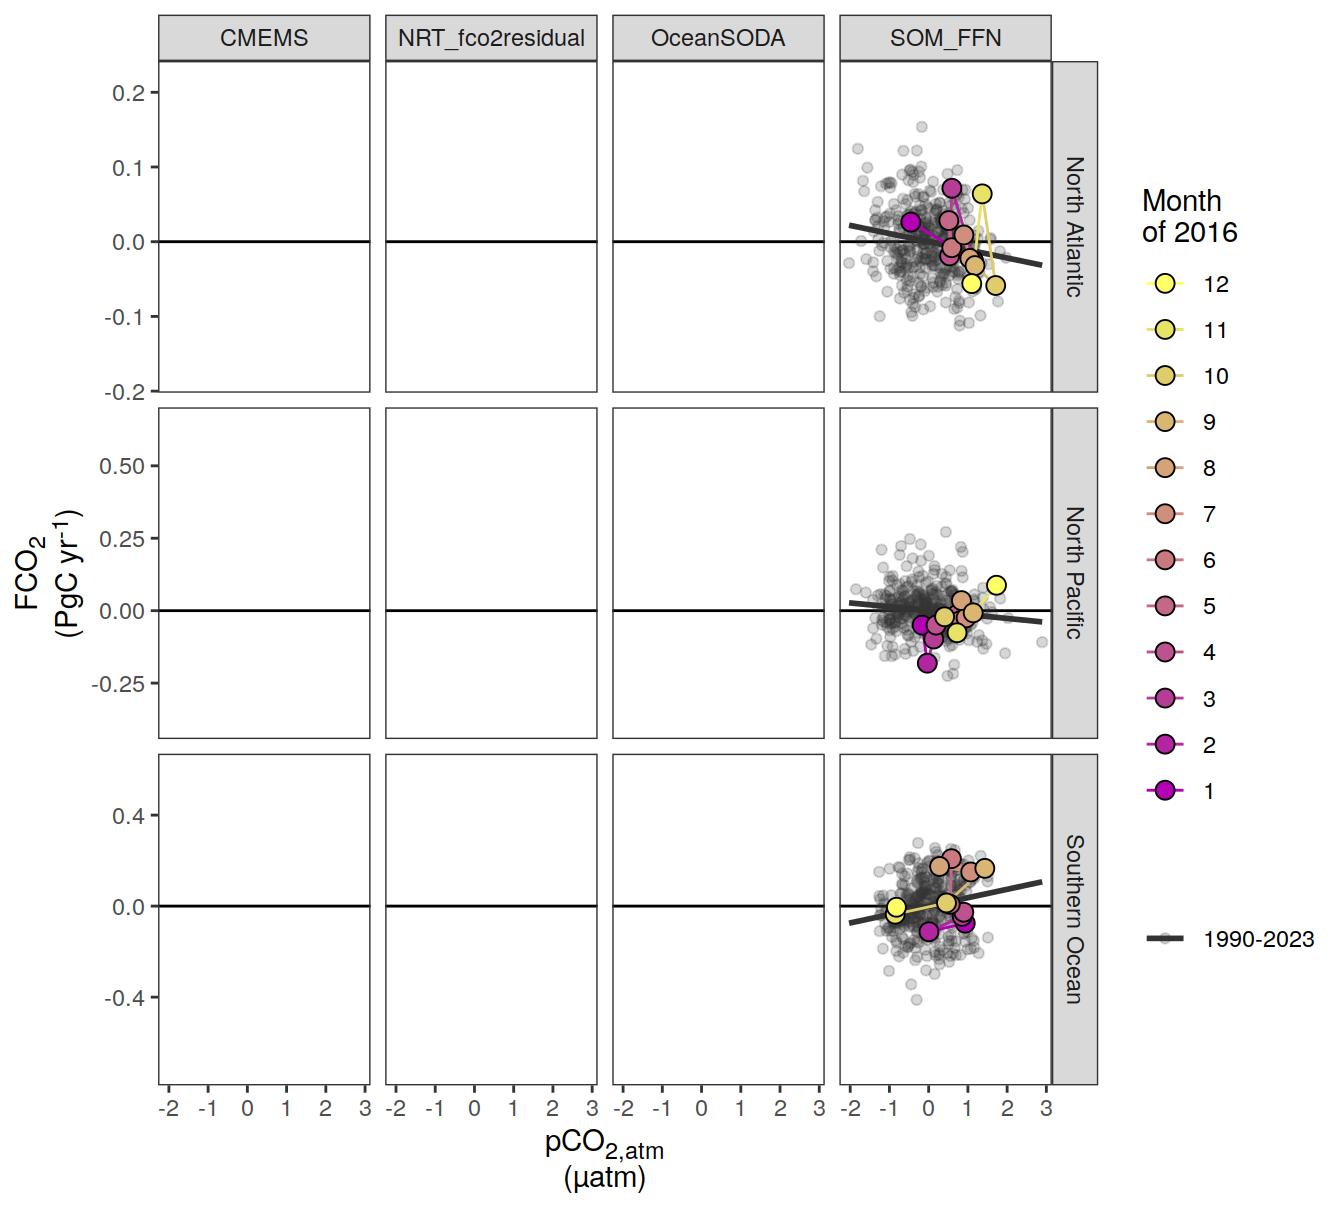 CMEMS NRT_fco2residual OceanSODA SOM_FFN
0.2
0.1
0.0
-0.1
-0.2
North Atlantic
0.50
0.25
0.00
-0.25
North Pacific
0.4
0.0
-0.4
Southern Ocean
FCO2
(PgC yr-1)
-2 -1 0 1 2 3 -2 -1 0 1 2 3 -2 -1 0 1 2 3 -2 -1 0 1 2 3
pCO2,atm
(µatm)
Month
of 2016
12
11
10
9
8
7
6
5
4
3
2
1
1990-2023